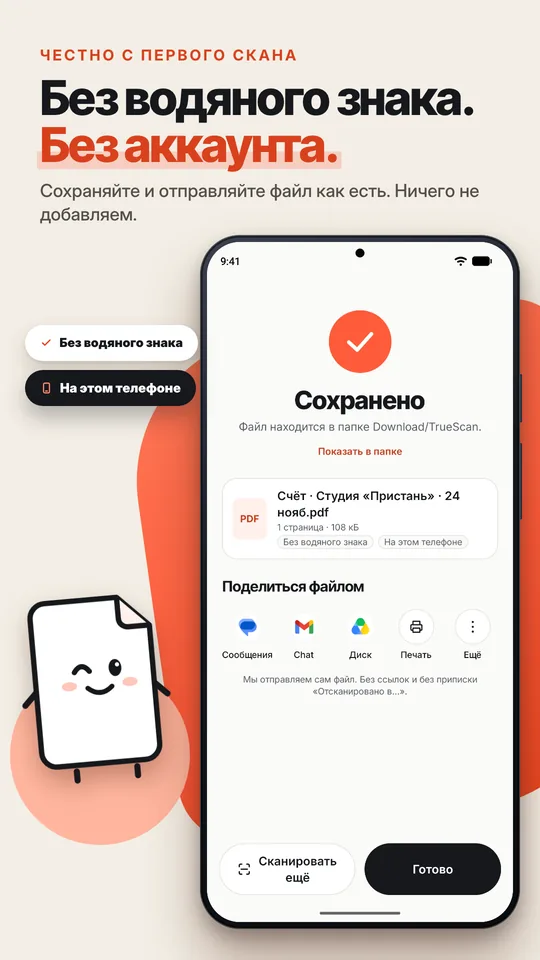 ЧЕСТНО С ПЕРВОГО СКАНА
Без водяного знака.
Без аккаунта.
Сохраняйте и отправляйте файл как есть. Ничего не
добавляем.
9:41
Без водяного знака
На этом телефоне
Сохранено
Файл находится в папке Download/TrueScan.
Показать в папке
PDF
Счёт · Студия «Пристань» · 24
нояб.pdf
1 страница · 108 кБ
Без водяного знака
На этом телефоне
Поделиться файлом
Сообщения
Chat
Диск
Печать
Ещё
Мы отправляем сам файл. Без ссылок и без приписки
«Отсканировано в…».
Сканировать
ещё
Готово